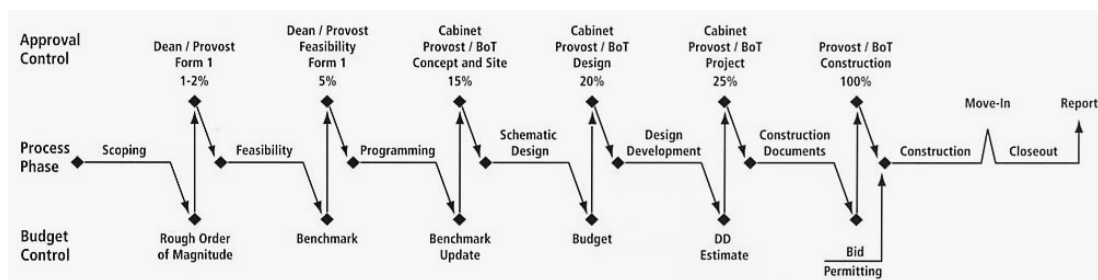 Approval
Control
Dean / Provost
Form 1
1-2%
Dean / Provost
Feasibility
Form 1
5%
Cabinet
Provost / BoT
Concept and Site
15%
Cabinet
Provost / BoT
Design
20%
Cabinet
Provost / BoT
Project
25%
Provost / BoT
Construction
100%
Move-In
Report
Process
Phase
Scoping
Feasibility
Programming
Schematic
Design
Design
Development
Construction
Documents
Construction
Closeout
Budget
Control
Rough Order
of Magnitude
Benchmark
Benchmark
Update
Budget
DD
Estimate
Bid
Permitting